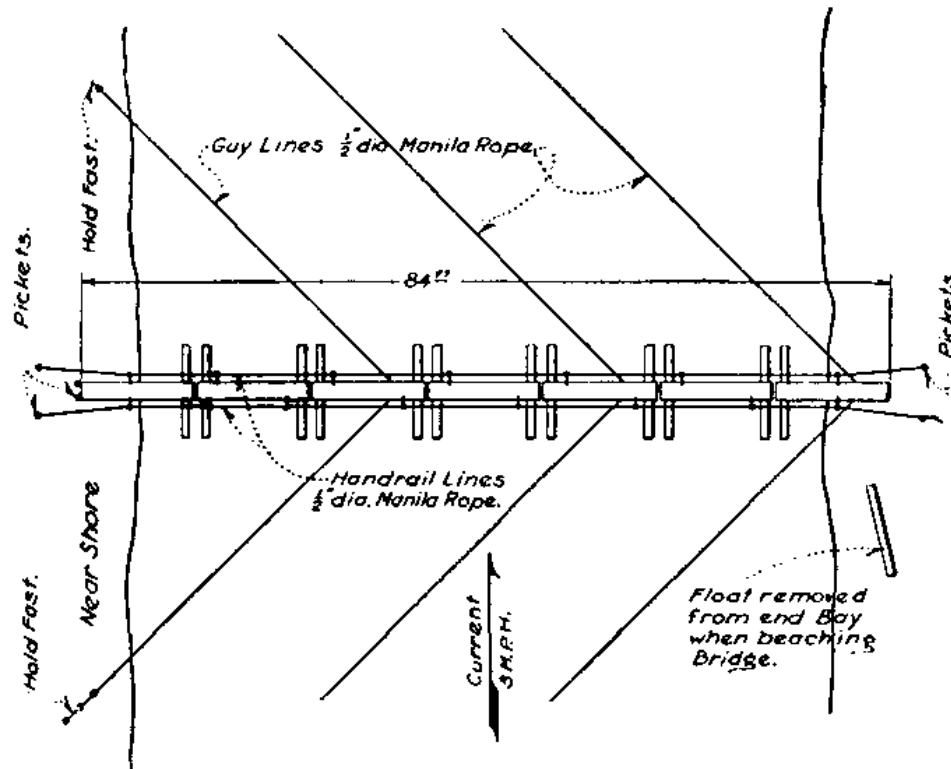 Guy Lines ½" dia Manila Rope.
Hold Fast.
Pickets.
84 ft
Pickets
Handrail Lines
½" dia. Manila Rope.
Near Shore
Hold Fast.
Current
3 M.P.H.
Float removed
from end Bay
when beaching
Bridge.